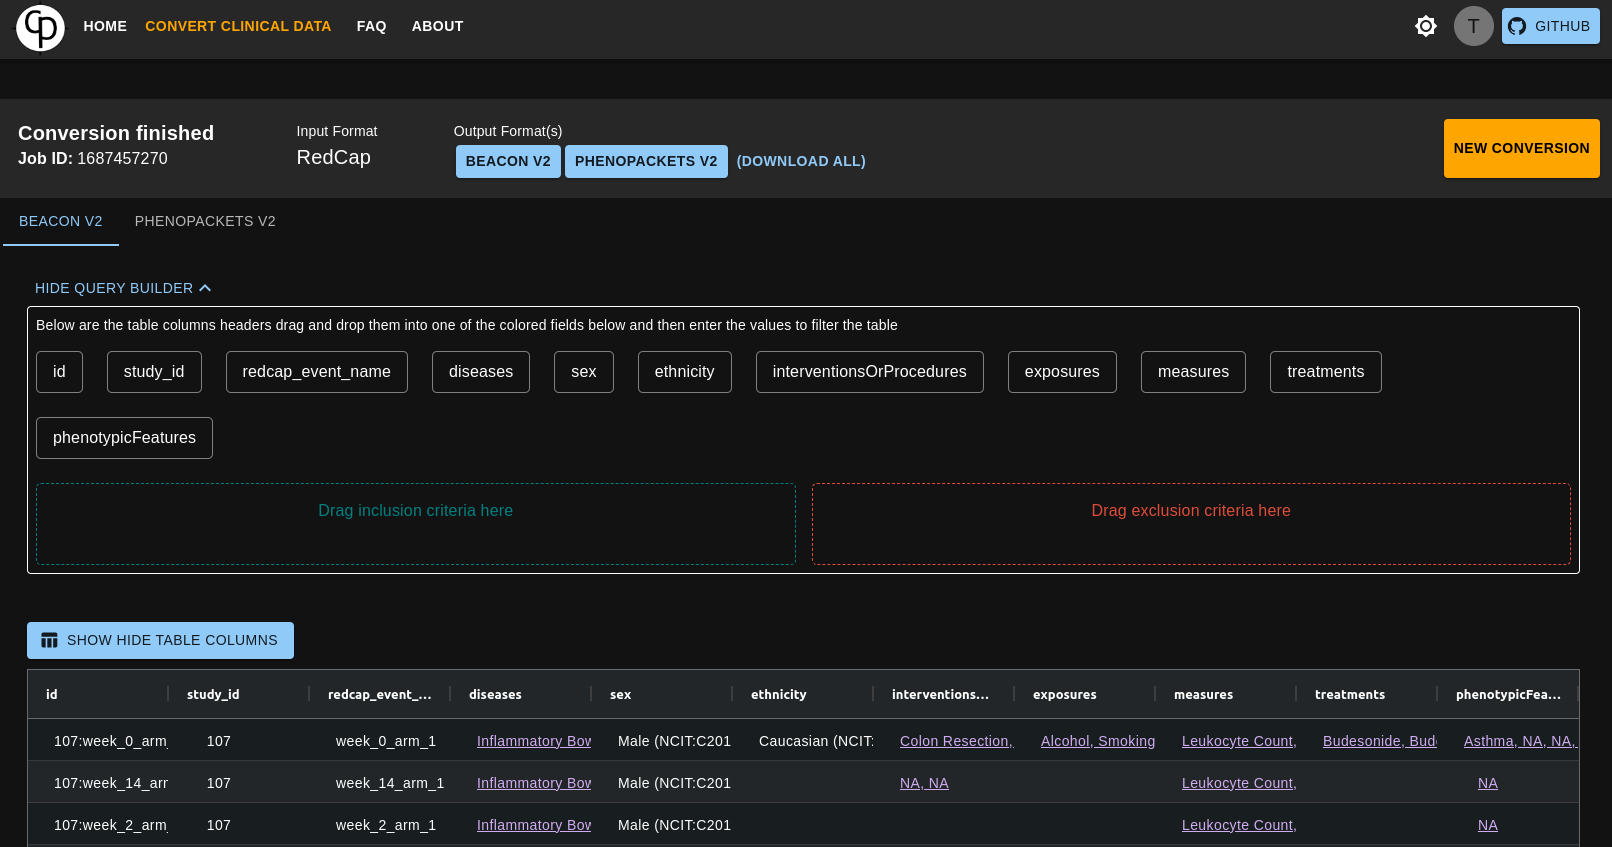 Cp HOME CONVERT CLINICAL DATA FAQ ABOUT T GITHUB
Conversion finished Input Format Output Format(s)
Job ID: 1687457270 RedCap BEACON V2 PHENOPACKETS V2 (DOWNLOAD ALL) NEW CONVERSION
BEACON V2 PHENOPACKETS V2
HIDE QUERY BUILDER
Below are the table columns headers drag and drop them into one of the colored fields below and then enter the values to filter the table
id study_id redcap_event_name diseases sex ethnicity interventionsOrProcedures exposures measures treatments
phenotypicFeatures
Drag inclusion criteria here Drag exclusion criteria here
SHOW HIDE TABLE COLUMNS
id study_id redcap_event_... diseases sex ethnicity interventions... exposures measures treatments phenotypicFea...
107:week_0_arm_ 107 week_0_arm_1 Inflammatory Bow Male (NCIT:C201 Caucasian (NCIT: Colon Resection, Alcohol, Smoking Leukocyte Count, Budesonide, Bud Asthma, NA, NA,
107:week_14_arm 107 week_14_arm_1 Inflammatory Bow Male (NCIT:C201 NA, NA Leukocyte Count, NA
107:week_2_arm_ 107 week_2_arm_1 Inflammatory Bow Male (NCIT:C201 Leukocyte Count, NA